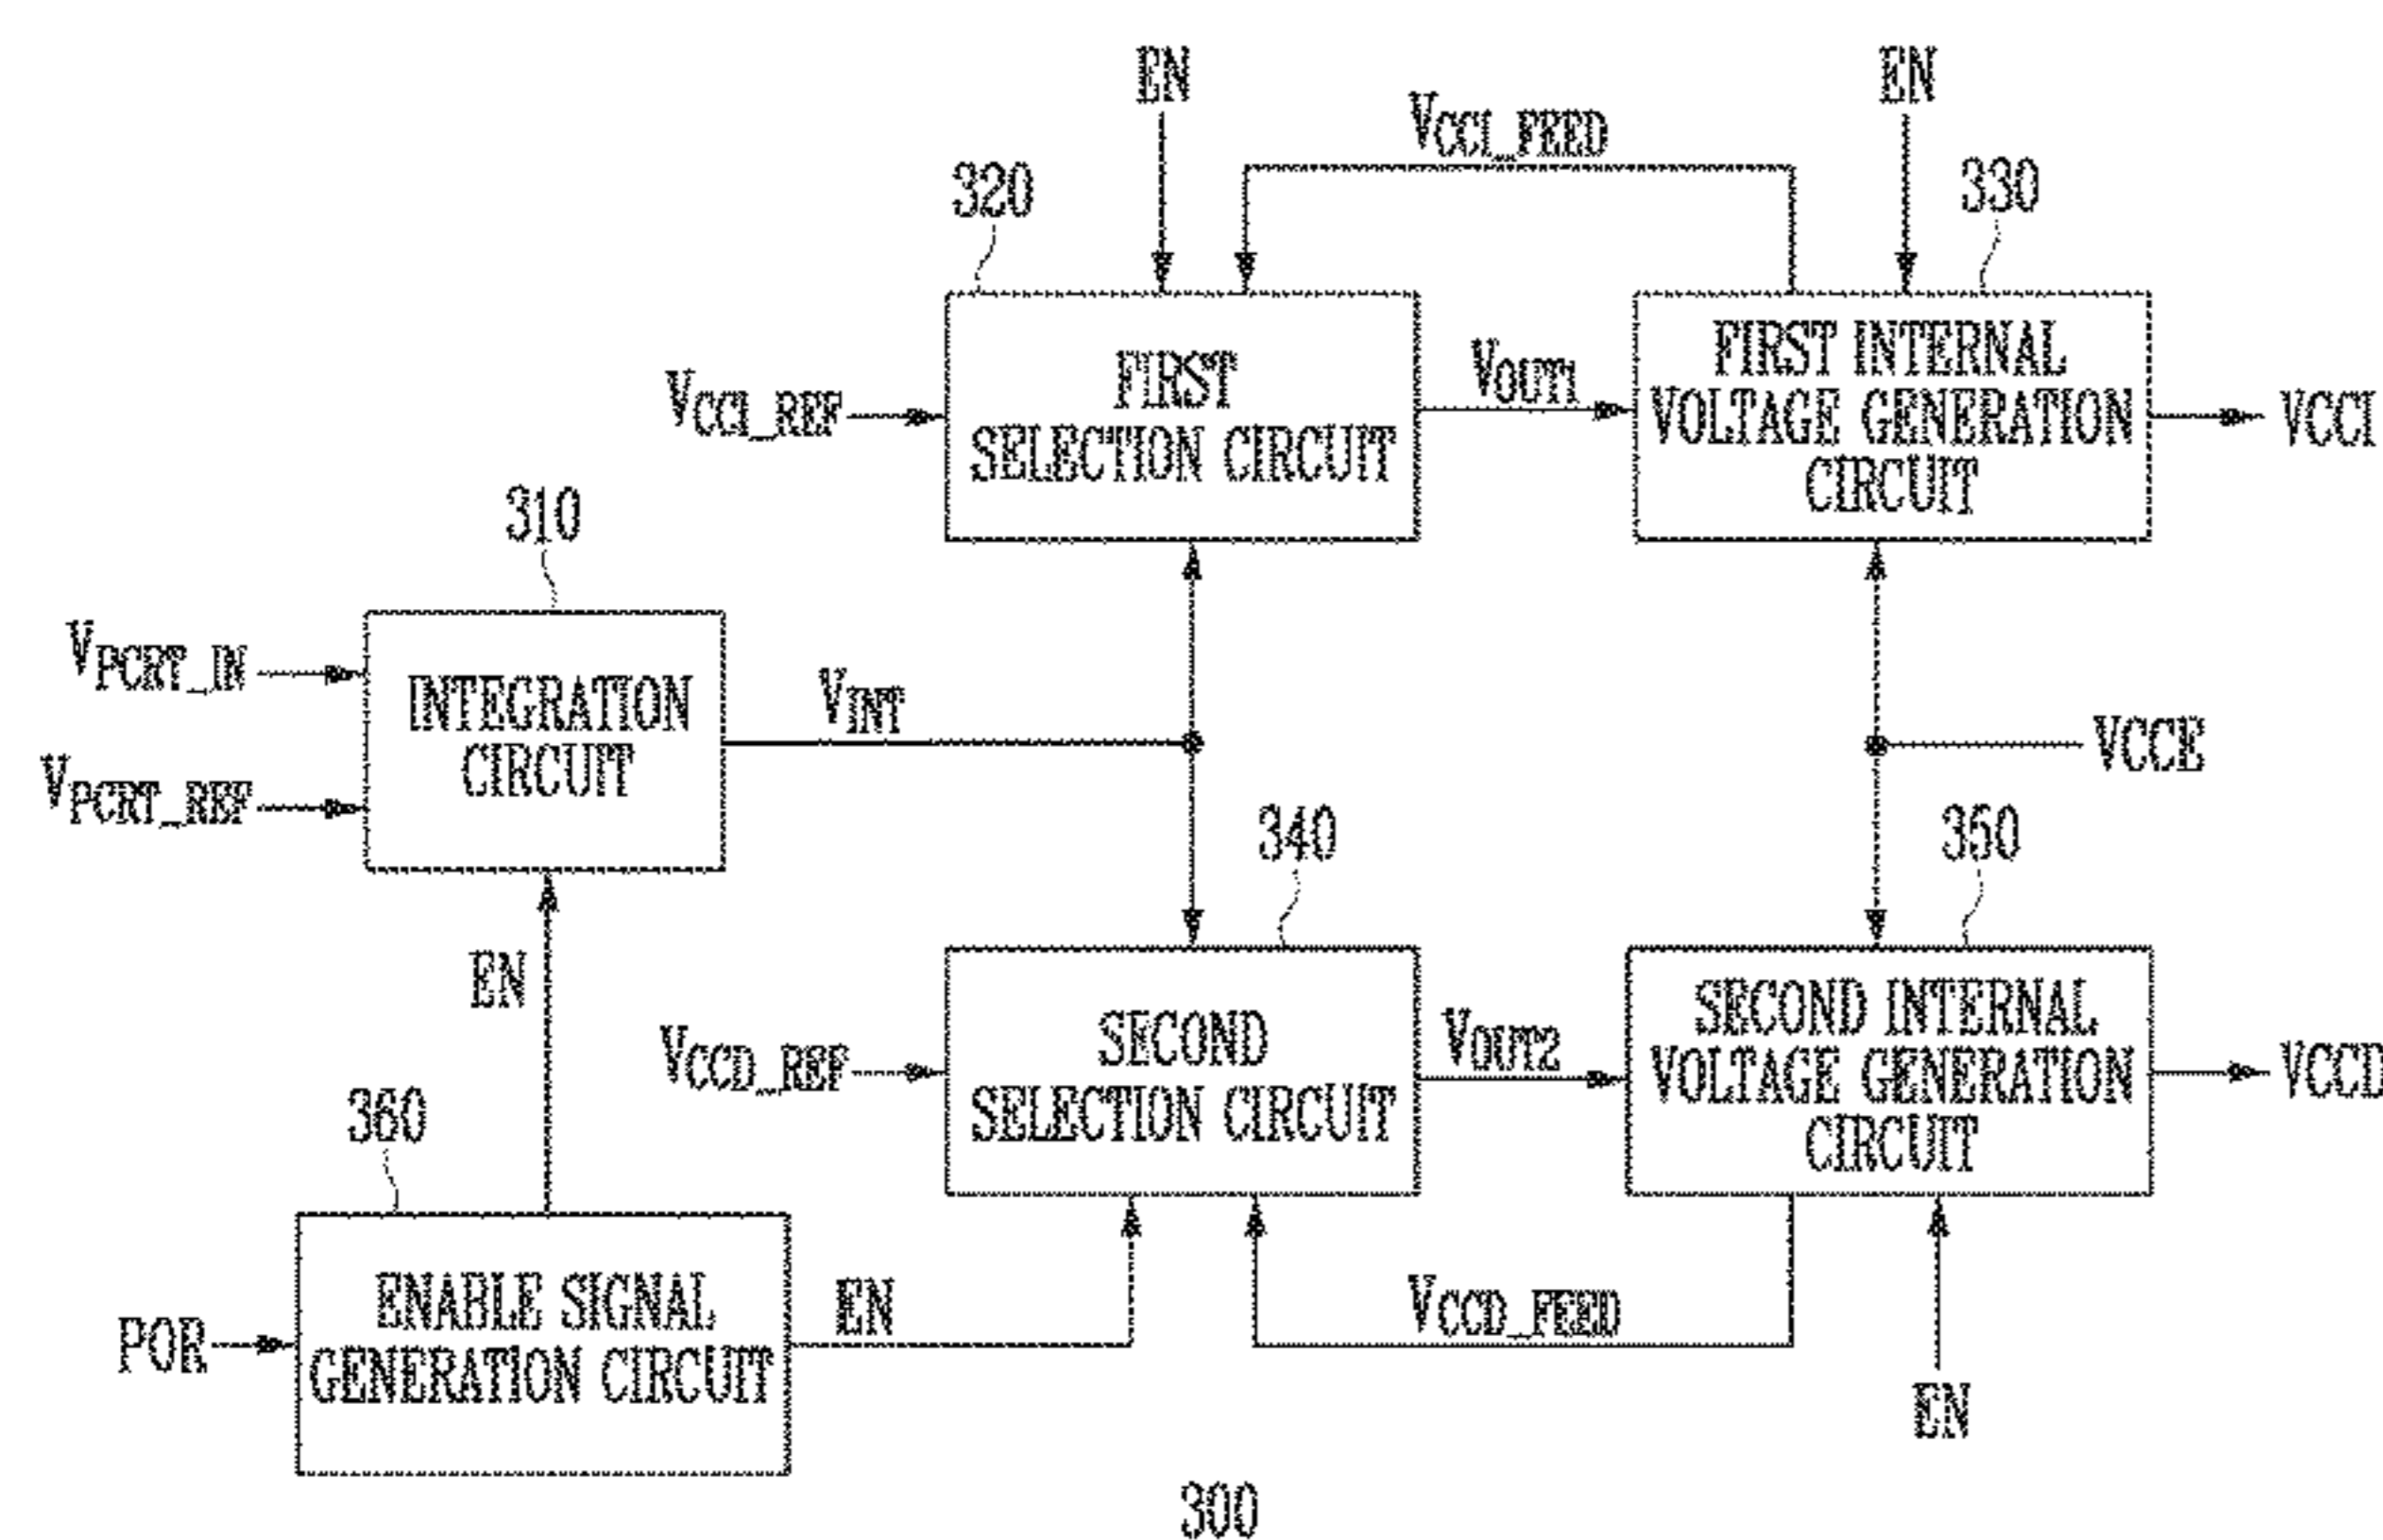 EN
EN
VCCI_FEED
320
330
FIRST
SELECTION CIRCUIT
VCCI_REF
VOUT1
FIRST INTERNAL
VOLTAGE GENERATION
CIRCUIT
VCCI
310
VPCRT_IN
VPCRT_REF
INTEGRATION
CIRCUIT
VINT
VCCE
340
350
EN
VCCD_REF
SECOND
SELECTION CIRCUIT
VOUT2
SECOND INTERNAL
VOLTAGE GENERATION
CIRCUIT
VCCD
360
POR
ENABLE SIGNAL
GENERATION CIRCUIT
EN
VCCD_FEED
EN
300